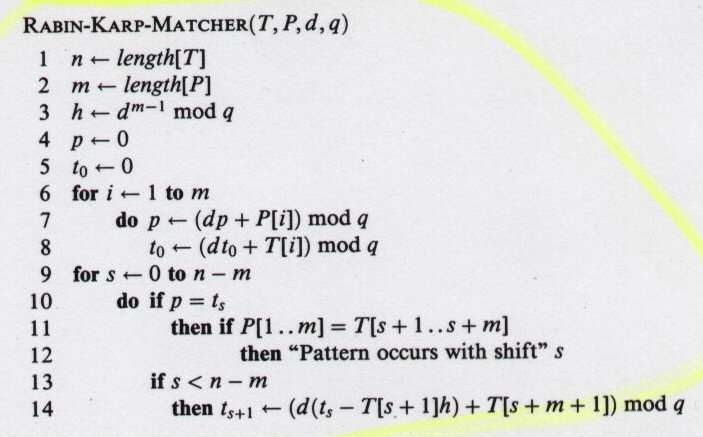 RABIN-KARP-MATCHER(T, P, d, q)
1 n ← length[T]
2 m ← length[P]
3 h ← d^{m-1} mod q
4 p ← 0
5 t₀ ← 0
6 for i ← 1 to m
7 do p ← (dp + P[i]) mod q
8 t₀ ← (dt₀ + T[i]) mod q
9 for s ← 0 to n − m
10 do if p = tₛ
11 then if P[1 . . m] = T[s + 1 . . s + m]
12 then “Pattern occurs with shift” s
13 if s < n − m
14 then tₛ₊₁ ← (d(tₛ − T[s + 1]h) + T[s + m + 1]) mod q